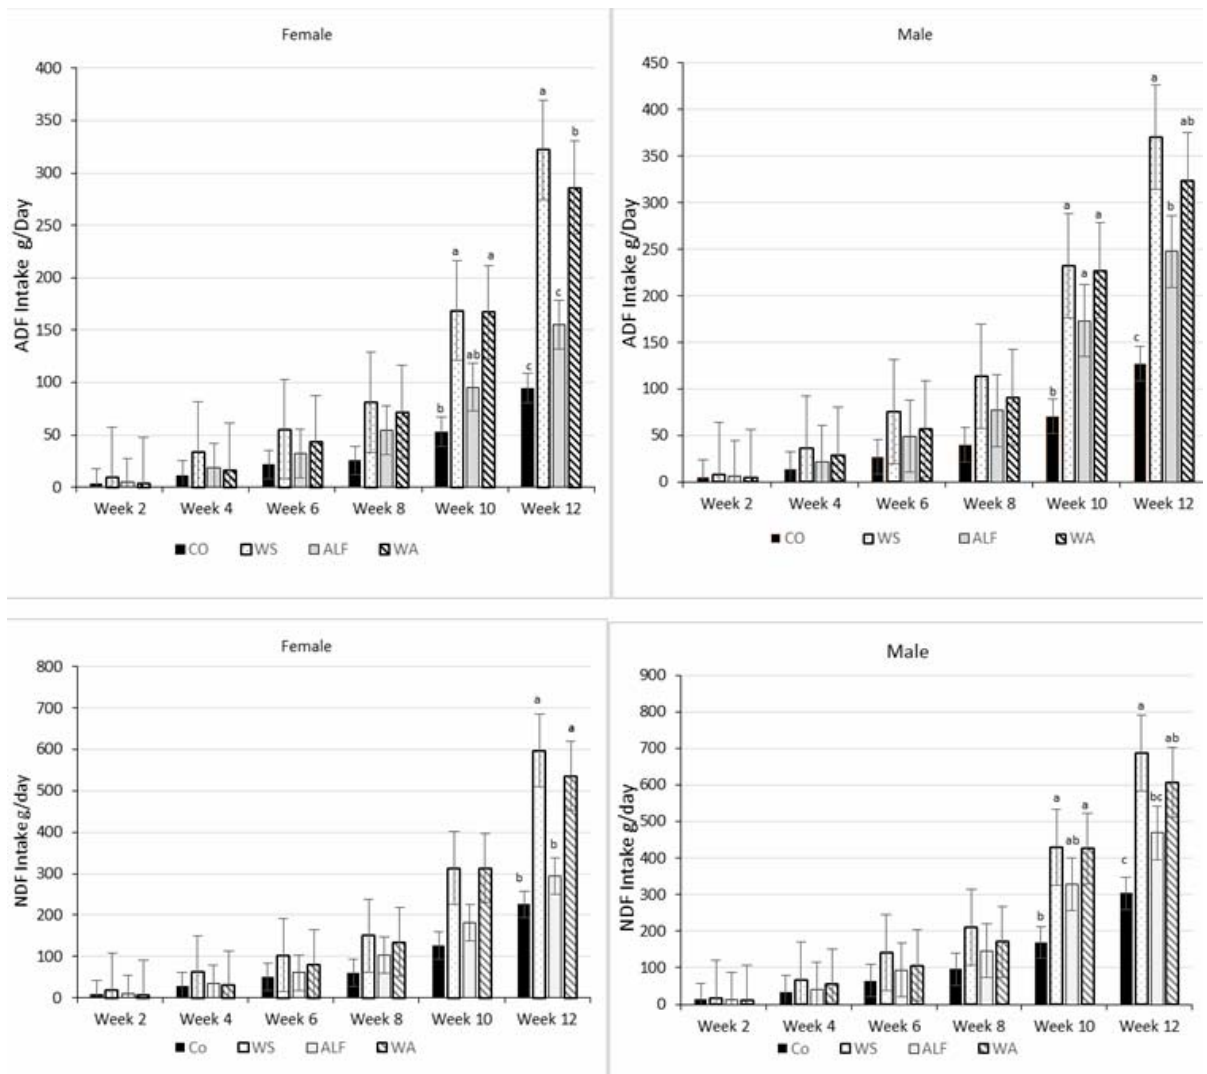 Female
ADF Intake g/Day
400
350
300
250
200
150
100
50
0
a
b
c
c
a
a
ab
b
Week 2 Week 4 Week 6 Week 8 Week 10 Week 12
CO WS ALF WA
Male
ADF Intake g/Day
450
400
350
300
250
200
150
100
50
0
a
ab
b
c
a
a
a
b
Week 2 Week 4 Week 6 Week 8 Week 10 Week 12
CO WS ALF WA
Female
NDF Intake g/day
800
700
600
500
400
300
200
100
0
a
a
b
b
Week 2 Week 4 Week 6 Week 8 Week 10 Week 12
Co WS ALF WA
Male
NDF Intake g/day
900
800
700
600
500
400
300
200
100
0
a
ab
bc
c
a
a
ab
b
Week 2 Week 4 Week 6 Week 8 Week 10 Week 12
Co WS ALF WA